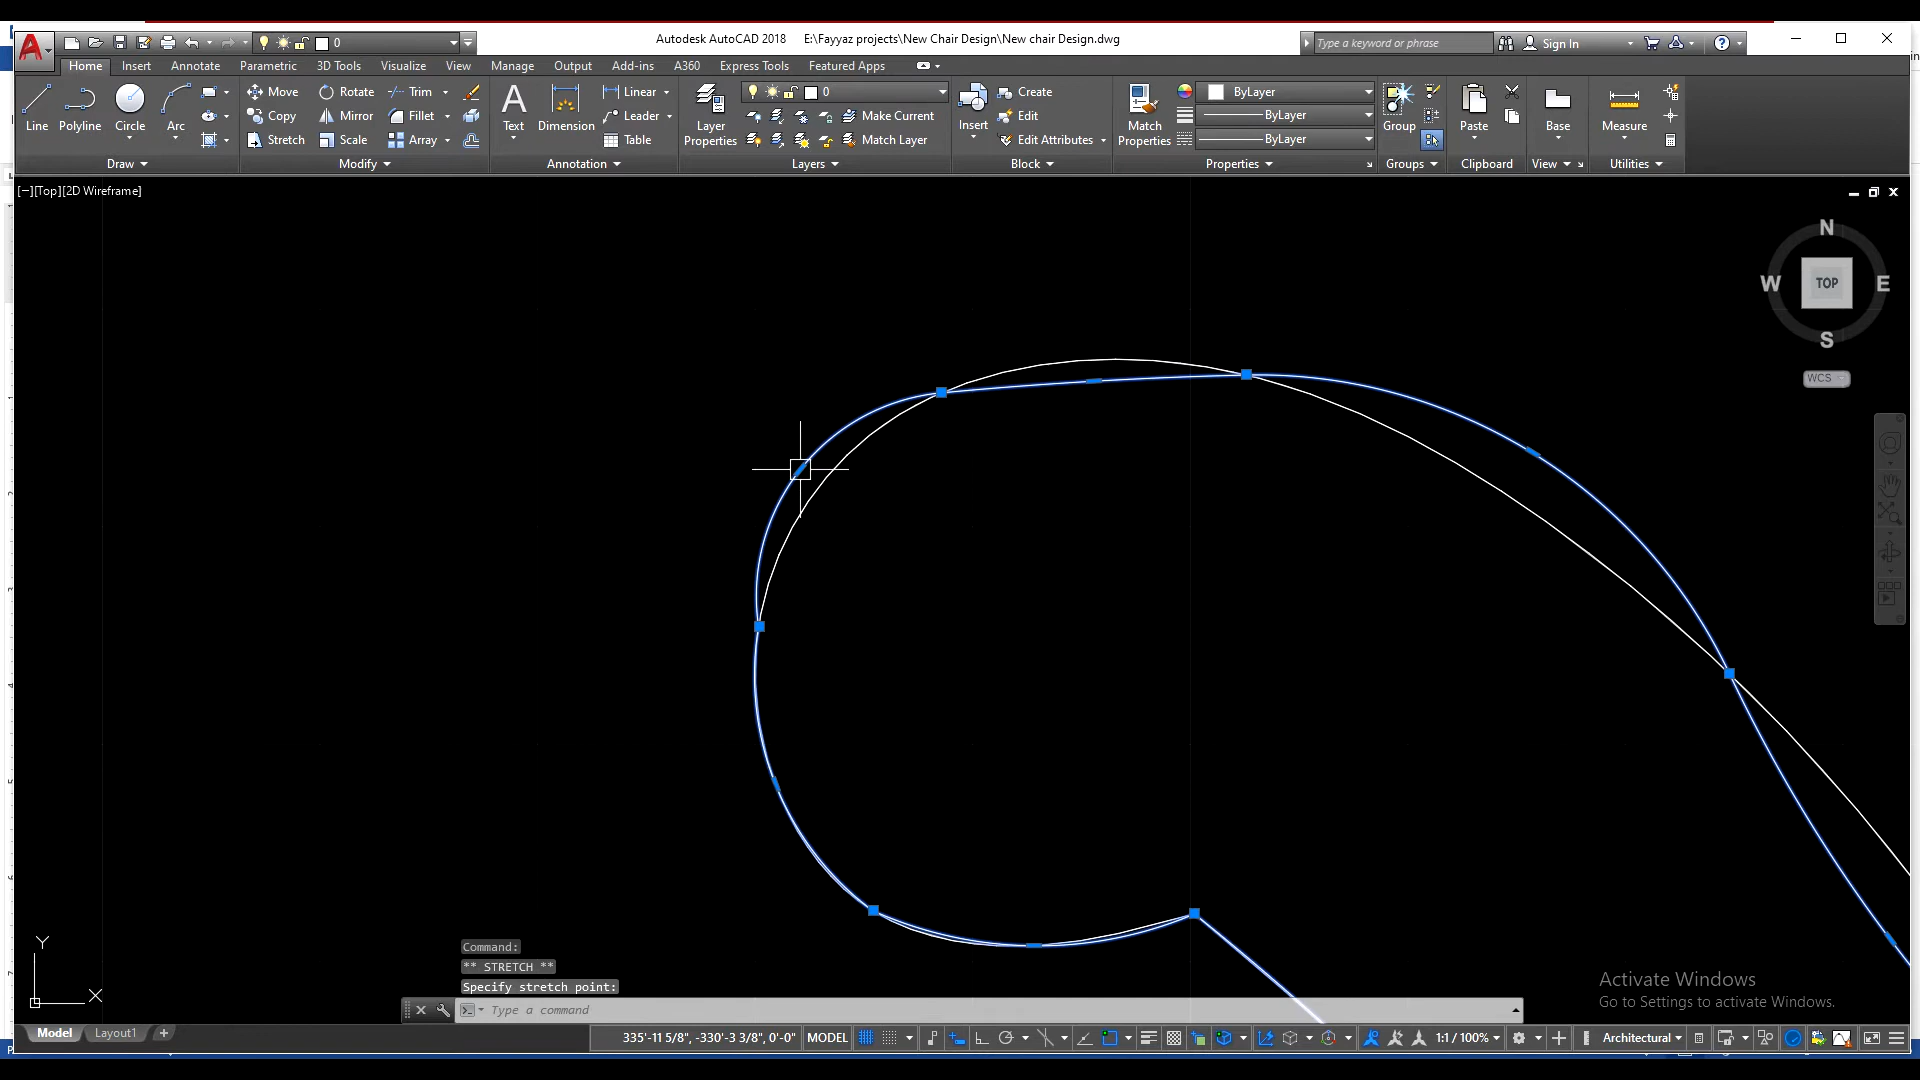 0
Autodesk AutoCAD 2018 E:\Fayyaz projects\New Chair Design\New chair Design.dwg
Type a keyword or phrase
Sign In
Home Insert Annotate Parametric 3D Tools Visualize View Manage Output Add-ins A360 Express Tools Featured Apps
Line
Polyline
Circle
Arc
Draw
Move
Rotate
Trim
Copy
Mirror
Fillet
Stretch
Scale
Array
Modify
Text
Dimension
Linear
Leader
Table
Annotation
Layer
Properties
0
Make Current
Match Layer
Layers
Insert
Create
Edit
Edit Attributes
Block
Match
Properties
ByLayer
ByLayer
ByLayer
Properties
Group
Groups
Paste
Clipboard
Base
View
Measure
Utilities
[−][Top][2D Wireframe]
N
W
TOP
E
S
WCS
Y
X
Command:
** STRETCH **
Specify stretch point:
Type a command
Activate Windows
Go to Settings to activate Windows.
Model
Layout1
335'-11 5/8", -330'-3 3/8", 0'-0"
MODEL
1:1 / 100%
Architectural